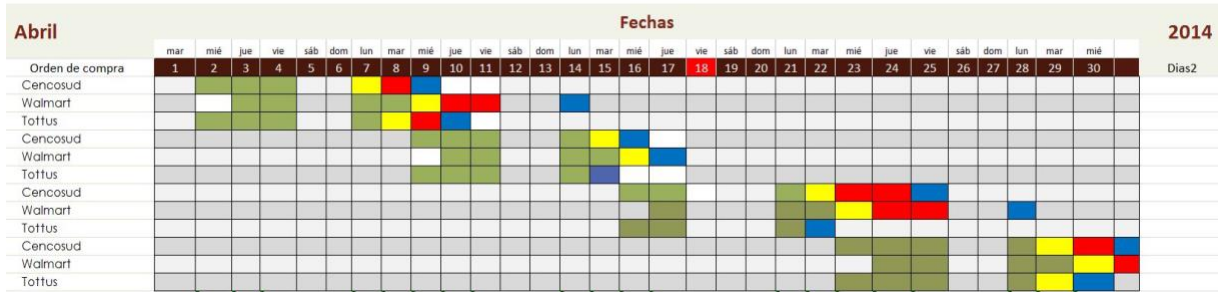 Abril
Fechas
2014
mar mié jue vie sáb dom lun mar mié jue vie sáb dom lun mar mié jue vie sáb dom lun mar mié jue vie sáb dom lun mar mié
Orden de compra 1 2 3 4 5 6 7 8 9 10 11 12 13 14 15 16 17 18 19 20 21 22 23 24 25 26 27 28 29 30 Dias2
Cencosud
Walmart
Tottus
Cencosud
Walmart
Tottus
Cencosud
Walmart
Tottus
Cencosud
Walmart
Tottus